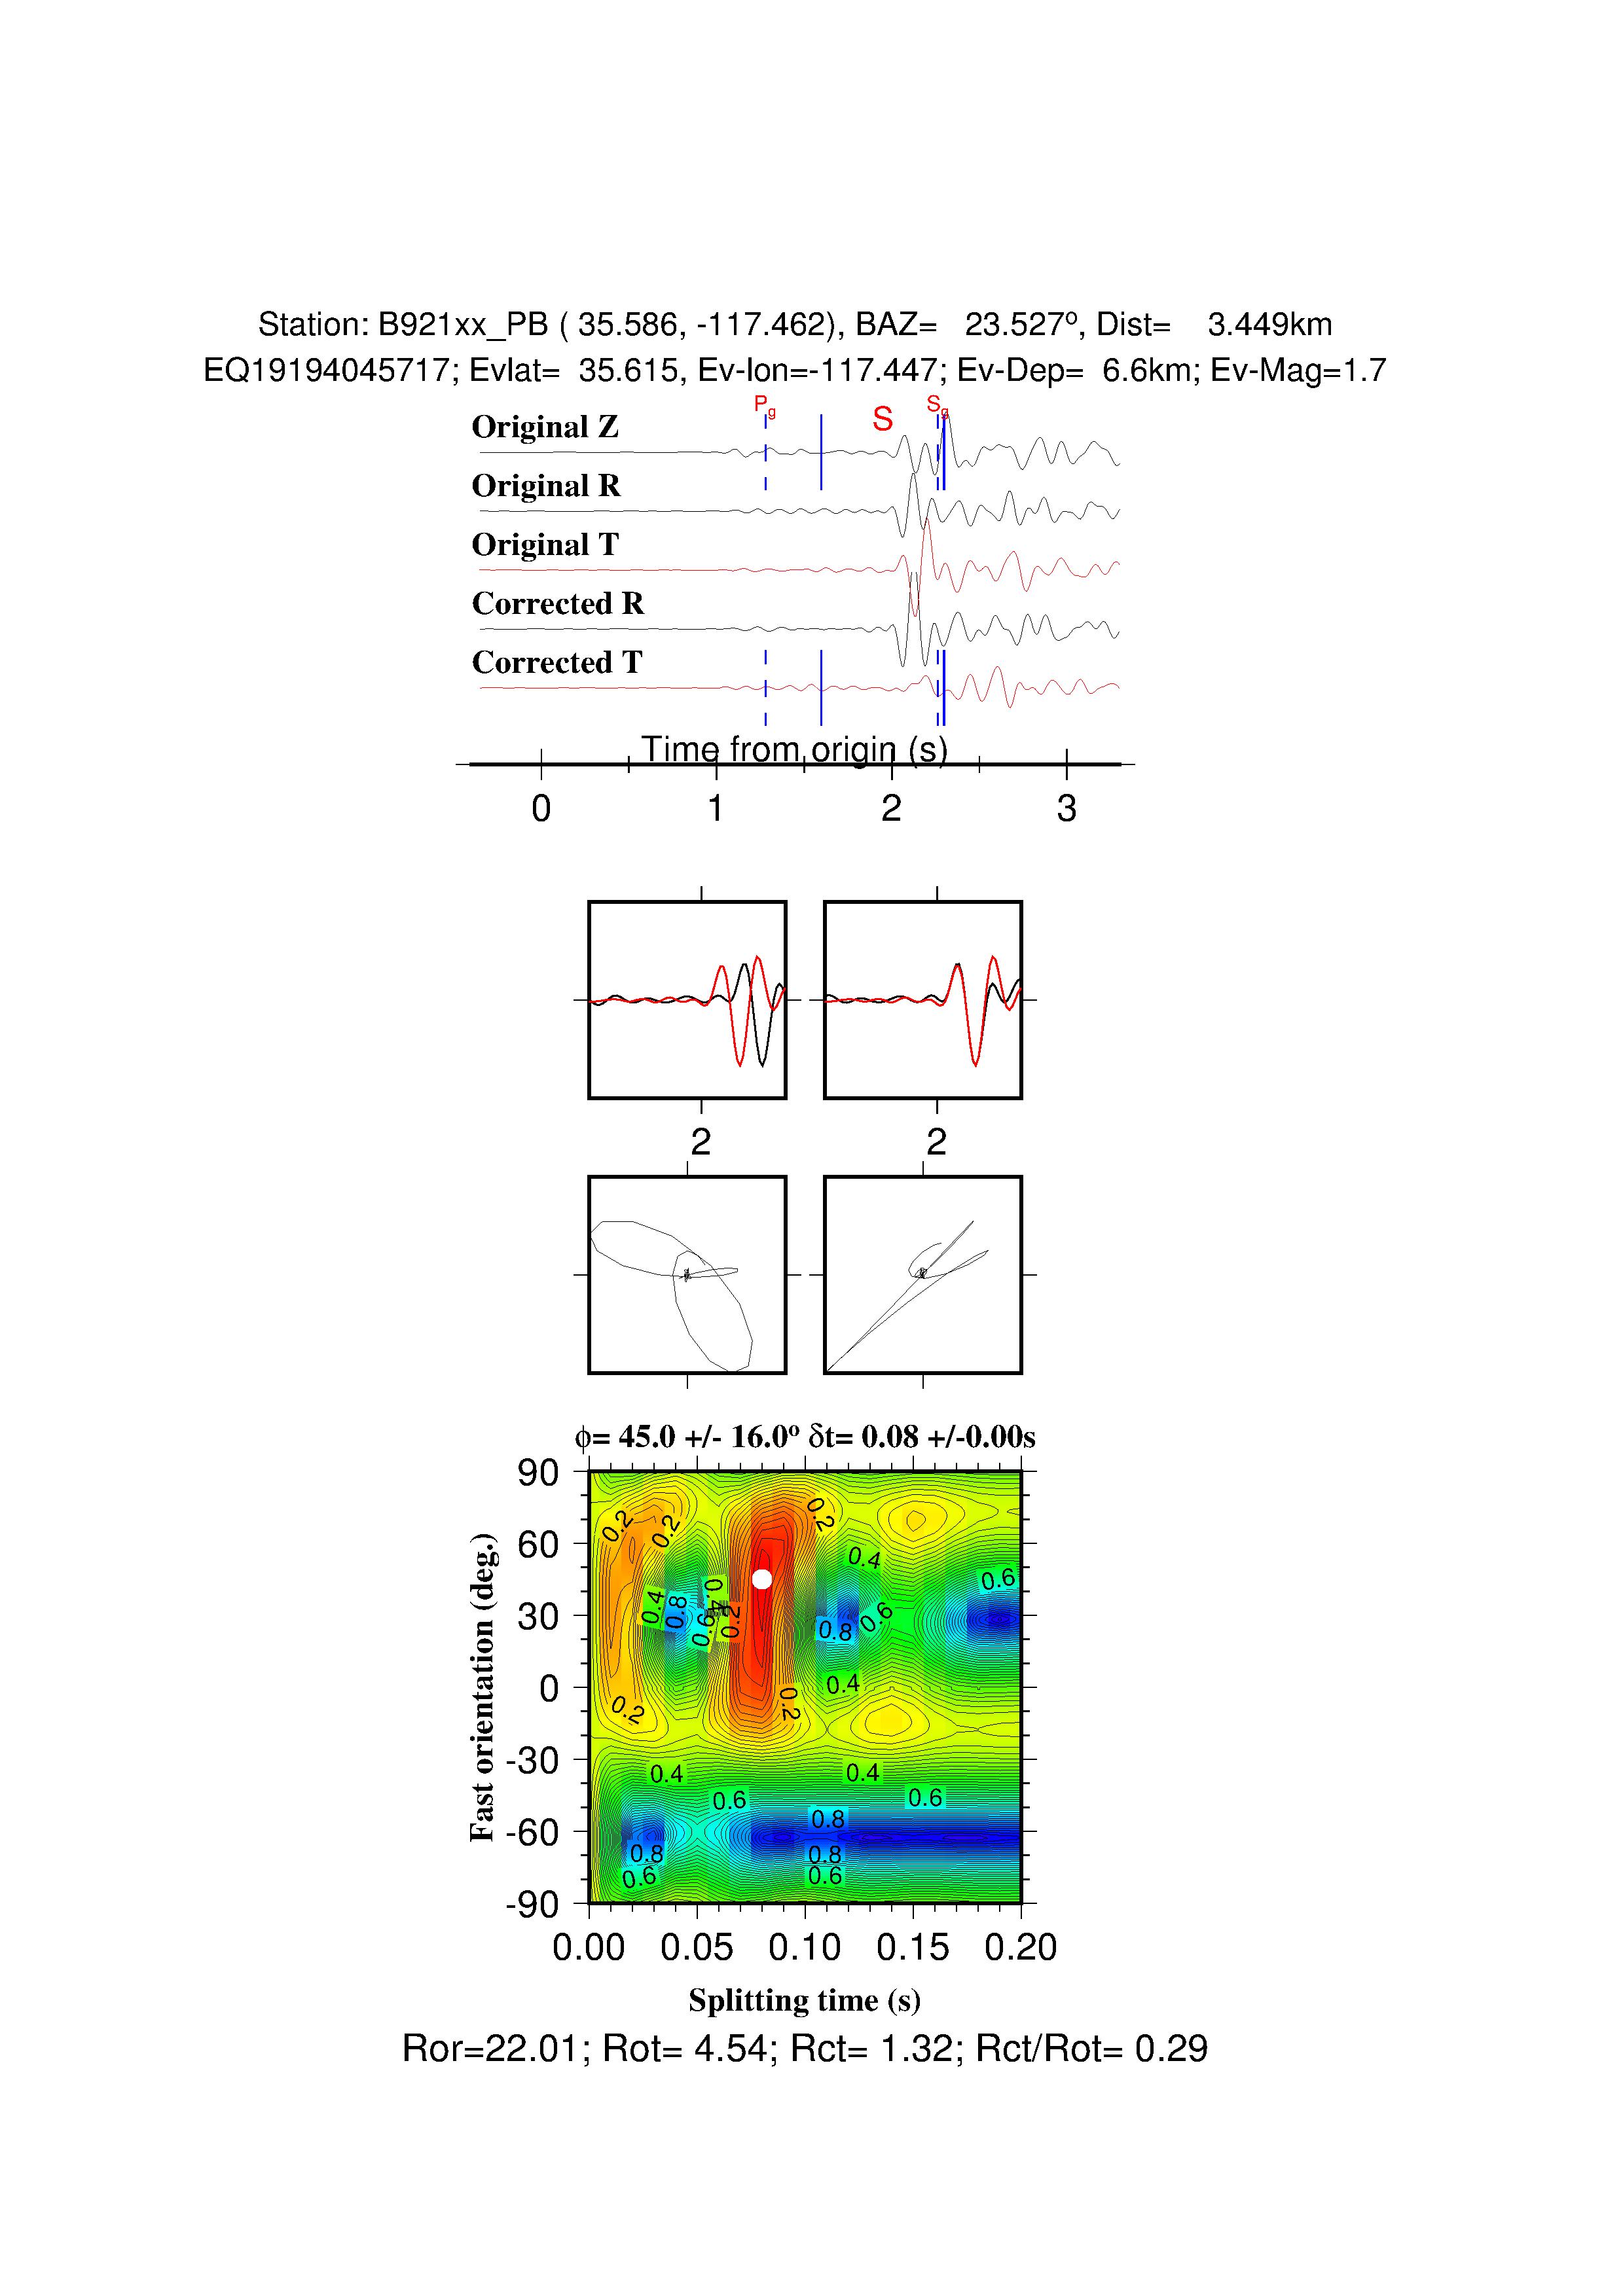 Station: B921xx_PB ( 35.586, -117.462), BAZ= 23.527º, Dist= 3.449km
EQ19194045717; Evlat= 35.615, Ev-lon=-117.447; Ev-Dep= 6.6km; Ev-Mag=1.7
Pg S Sg
Original Z
Original R
Original T
Corrected R
Corrected T
Time from origin (s)
0 1 2 3
2 2
ϕ= 45.0 +/- 16.0º δt= 0.08 +/-0.00s
90
60
30
0
-30
-60
-90
Fast orientation (deg.)
0.2 0.2 0.2
0.4 0.6
0.4 0.8 0.6 0.4 0.2 0.8 0.6
0.2 0.2 0.4
0.4 0.4
0.6 0.6
0.8
0.8 0.8
0.6 0.6
0.00 0.05 0.10 0.15 0.20
Splitting time (s)
Ror=22.01; Rot= 4.54; Rct= 1.32; Rct/Rot= 0.29